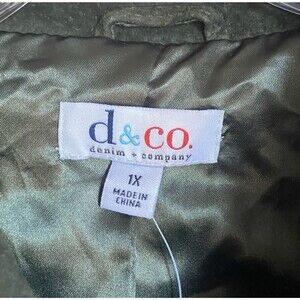 d&co.
denim + company
1X
MADE IN
CHINA